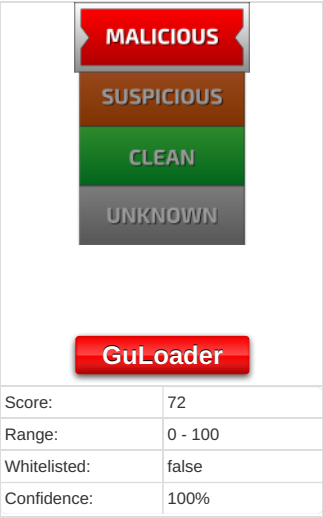 MALICIOUS
SUSPICIOUS
CLEAN
UNKNOWN
GuLoader
Score: 72
Range: 0 - 100
Whitelisted: false
Confidence: 100%